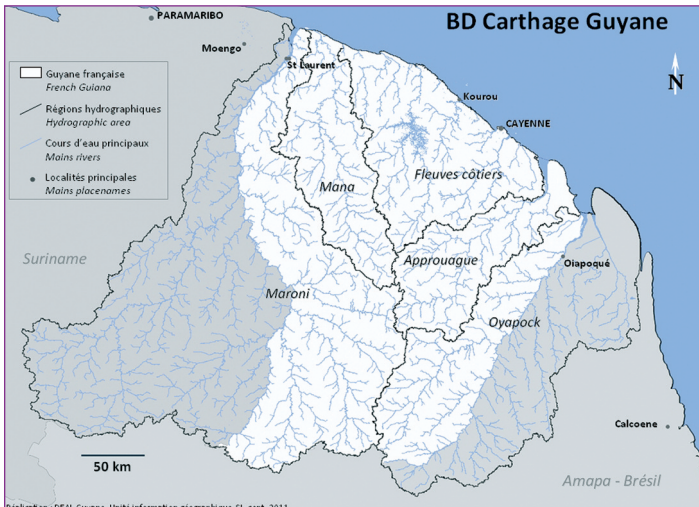 BD Carthage Guyane
PARAMARIBO
Moengo
St Laurent
Guyane française
French Guiana
Régions hydrographiques
Hydrographic area
Cours d'eau principaux
Mains rivers
Localités principales
Mains placenames
N
Kourou
CAYENNE
Mana
Fleuves côtiers
Suriname
Approuague
Oiapoqué
Maroni
Oyapock
Calcoene
50 km
Amapa - Brésil